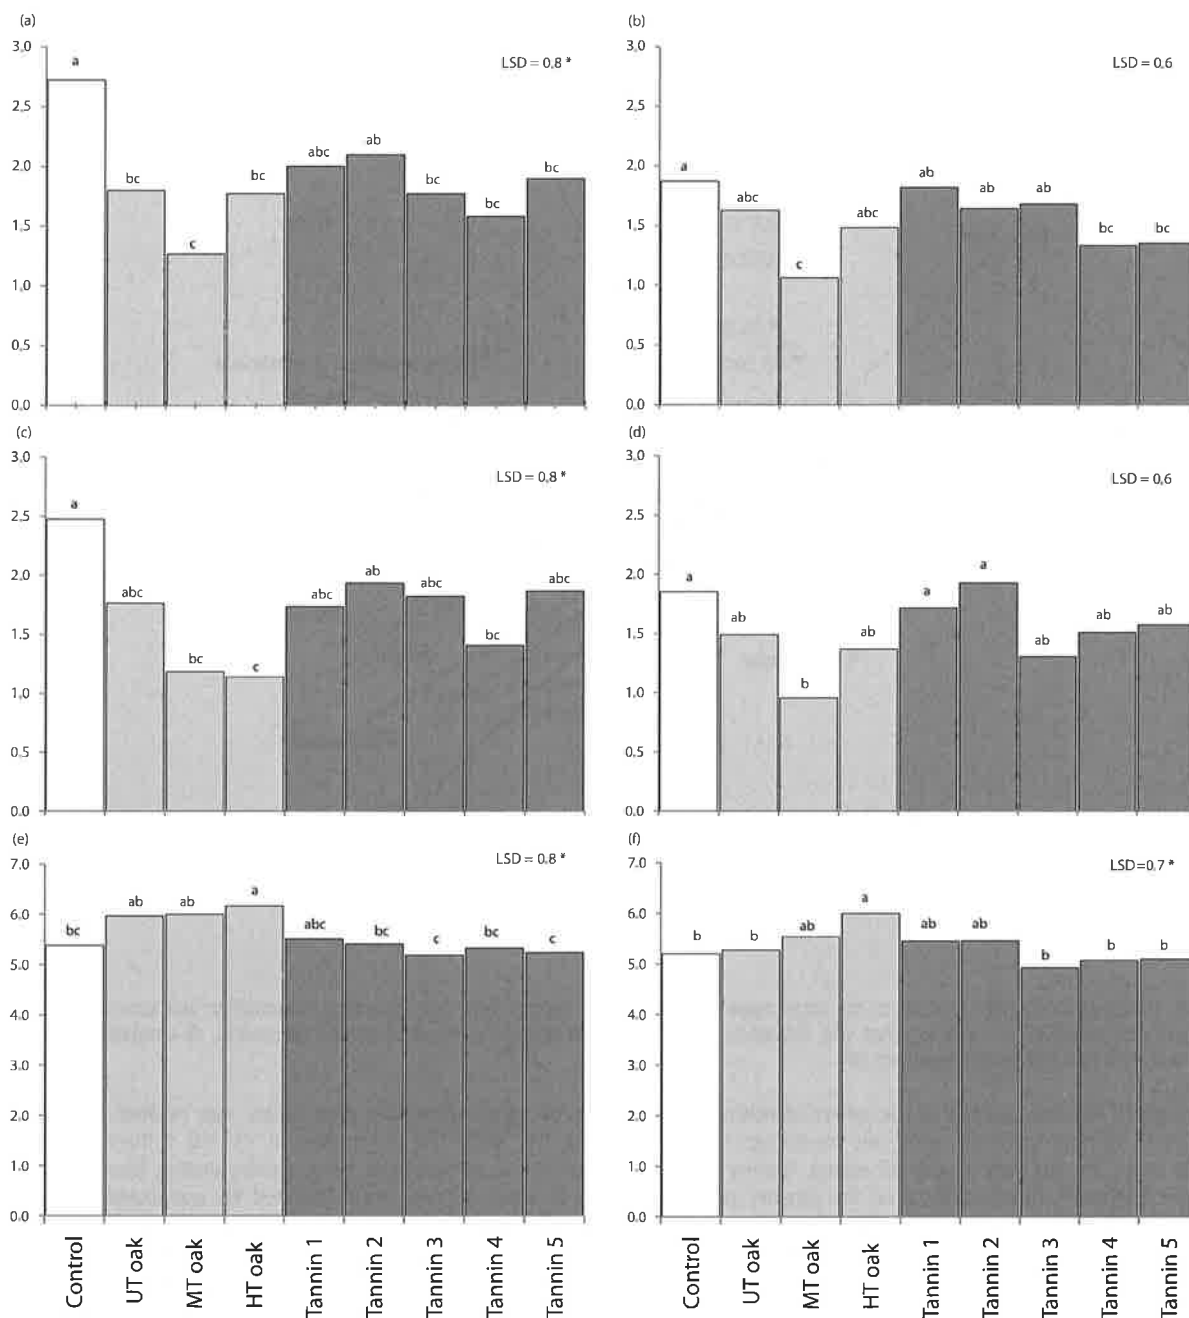 (a)
LSD = 0,8 *
3,0
2,5
2,0
1,5
1,0
0,5
0.0
a
bc
c
bc
abc
ab
bc
bc
bc
(b)
LSD = 0,6
3,0
2,5
2,0
1,5
1,0
0,5
0,0
a
abc
c
abc
ab
ab
ab
bc
bc
(c)
LSD = 0,8 *
3.0
2,5
2.0
1.5
1.0
0.5
0.0
a
abc
bc
c
abc
ab
abc
bc
abc
(d)
LSD = 0,6
3.0
2.5
2.0
1.5
1.0
0.5
0.0
a
ab
b
ab
a
a
ab
ab
ab
(e)
LSD = 0.8 *
7.0
6.0
5.0
4.0
3.0
2.0
1.0
0.0
bc
ab
ab
a
abc
bc
c
bc
c
(f)
LSD=0.7 *
7.0
6.0
5.0
4.0
3.0
2.0
1.0
0.0
b
b
ab
a
ab
ab
b
b
b
Control
UT oak
MT oak
HT oak
Tannin 1
Tannin 2
Tannin 3
Tannin 4
Tannin 5
Control
UT oak
MT oak
HT oak
Tannin 1
Tannin 2
Tannin 3
Tannin 4
Tannin 5